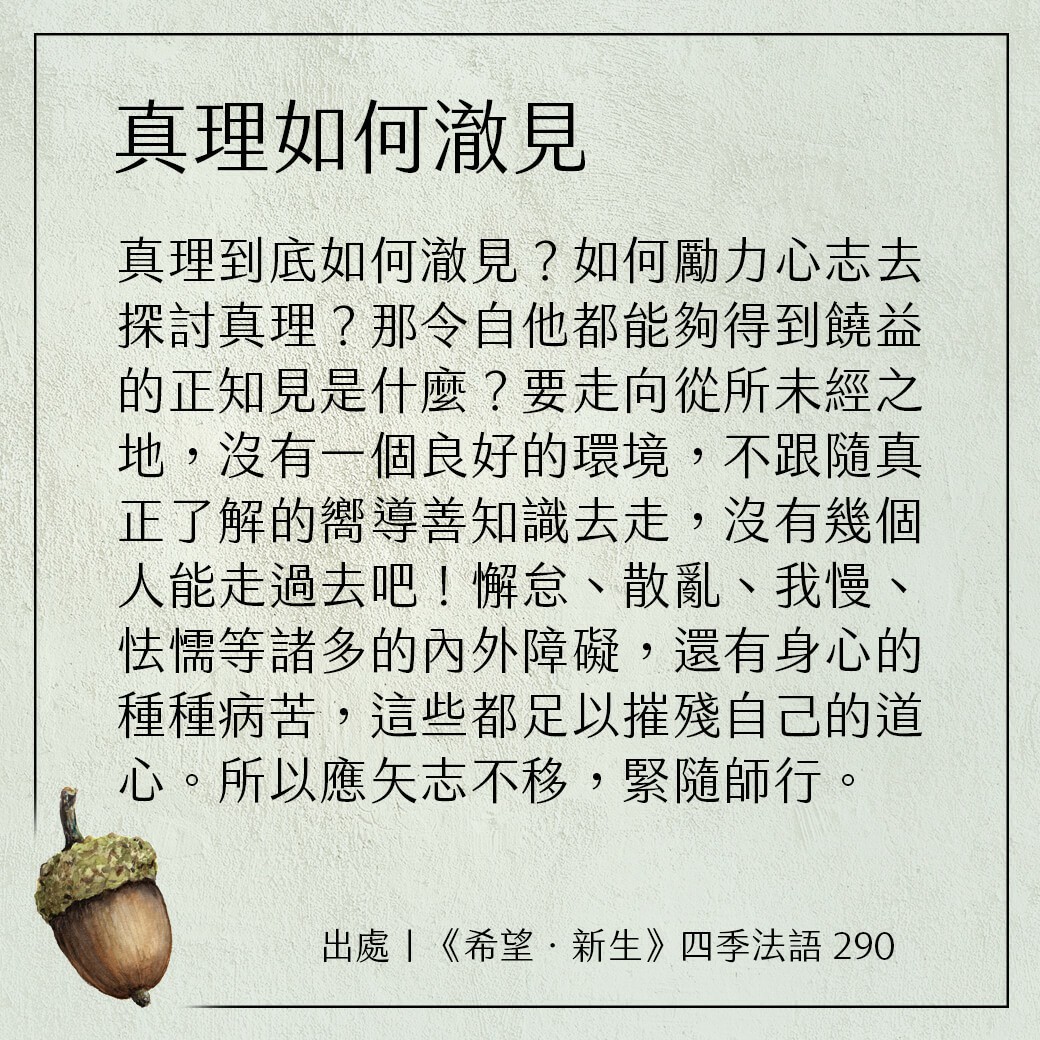 真理如何澈見
真理到底如何澈見？如何勵力心志去
探討真理？那令自他都能夠得到饒益
的正知見是什麼？要走向從所未經之
地，沒有一個良好的環境，不跟隨真
正了解的嚮導善知識去走，沒有幾個
人能走過去吧！懈怠、散亂、我慢、
怯懦等諸多的內外障礙，還有身心的
種種病苦，這些都足以摧殘自己的道
心。所以應矢志不移，緊隨師行。
出處｜《希望．新生》四季法語 290